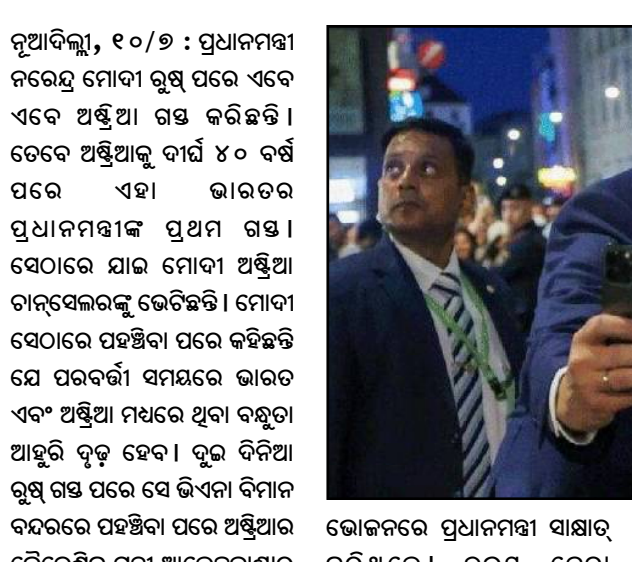 ନୂଆଦିଲ୍ଲୀ, ୧୦/୭ : ପ୍ରଧାନମନ୍ତ୍ରୀ
ନରେନ୍ଦ୍ର ମୋଦୀ ରୁଷ୍ ପରେ ଏବେ
ଏବେ ଅଷ୍ଟ୍ରିଆ ଗସ୍ତ କରିଛନ୍ତି।
ତେବେ ଅଷ୍ଟ୍ରିଆକୁ ଦୀର୍ଘ ୪୦ ବର୍ଷ
ପରେ ଏହା ଭାରତର
ପ୍ରଧାନମନ୍ତ୍ରୀଙ୍କ ପ୍ରଥମ ଗସ୍ତ।
ସେଠାରେ ଯାଇ ମୋଦୀ ଅଷ୍ଟ୍ରିଆ
ଚାନ୍‌ସେଲରଙ୍କୁ ଭେଟିଛନ୍ତି। ମୋଦୀ
ସେଠାରେ ପହଞ୍ଚିବା ପରେ କହିଛନ୍ତି
ଯେ ପରବର୍ତ୍ତୀ ସମୟରେ ଭାରତ
ଏବଂ ଅଷ୍ଟ୍ରିଆ ମଧ୍ୟରେ ଥିବା ବନ୍ଧୁତା
ଆହୁରି ଦୃଢ଼ ହେବ। ଦୁଇ ଦିନିଆ
ରୁଷ୍ ଗସ୍ତ ପରେ ସେ ଭିଏନା ବିମାନ
ବନ୍ଦରରେ ପହଞ୍ଚିବା ପରେ ଅଷ୍ଟ୍ରିଆର
ଭୋଜନରେ ପ୍ରଧାନମନ୍ତ୍ରୀ ସାକ୍ଷାତ୍